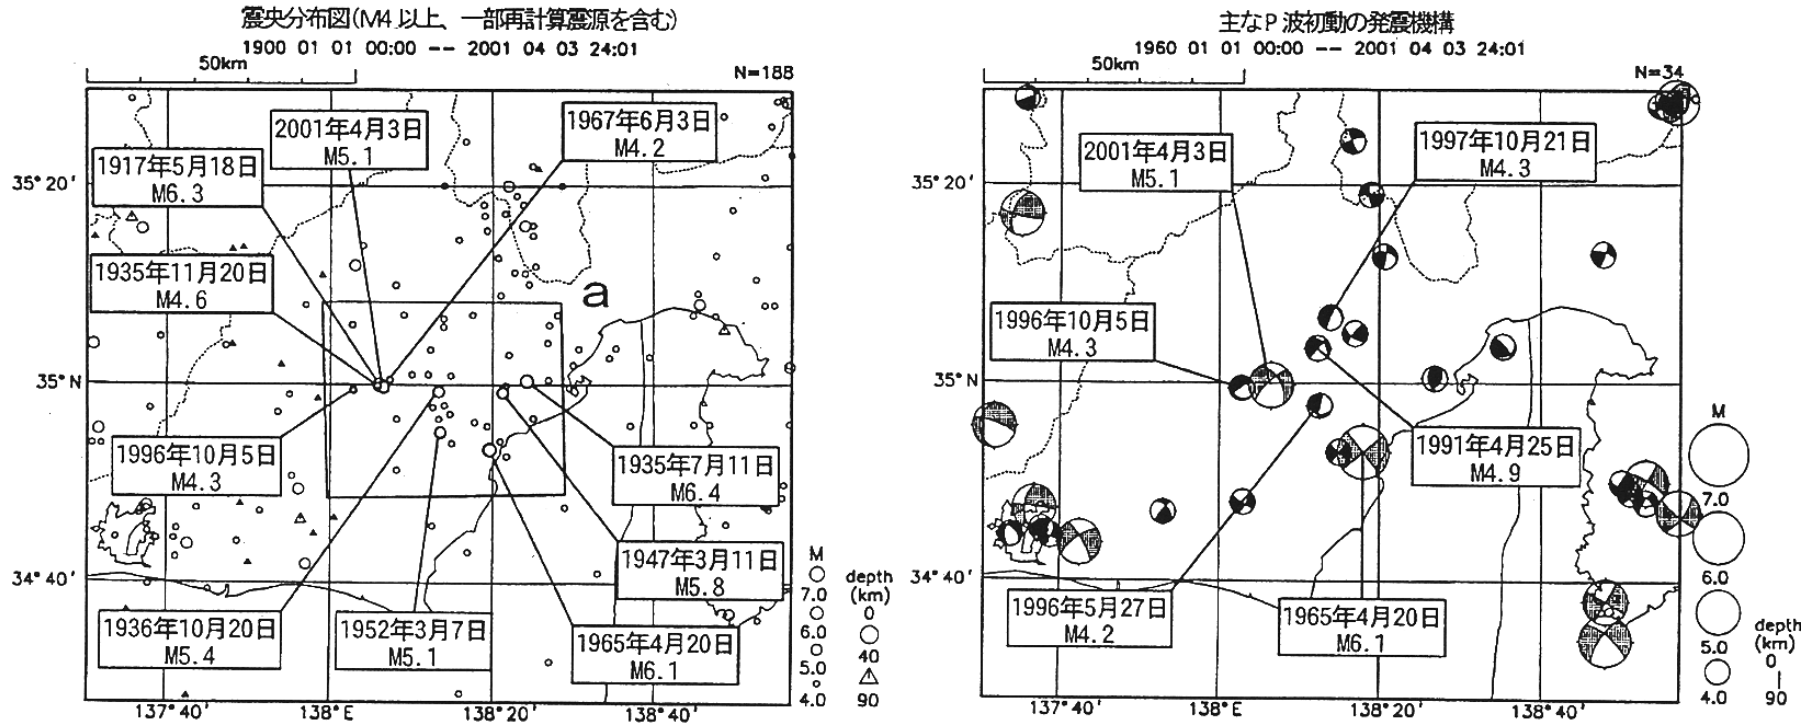 震央分布図(M4 以上、一部再計算震源を含む)
1900 01 01 00:00 -- 2001 04 03 24:01
50km
N=188
2001年4月3日
M5.1
1967年6月3日
M4.2
1917年5月18日
M6.3
35°20'
1935年11月20日
M4.6
a
35°N
1996年10月5日
M4.3
1935年7月11日
M6.4
1947年3月11日
M5.8
34°40'
1936年10月20日
M5.4
1952年3月7日
M5.1
1965年4月20日
M6.1
M
7.0
6.0
5.0
4.0
depth
(km)
0
40
90
137°40'
138°E
138°20'
138°40'
主なP 波初動の発震機構
1960 01 01 00:00 -- 2001 04 03 24:01
50km
N=34
2001年4月3日
M5.1
1997年10月21日
M4.3
35°20'
1996年10月5日
M4.3
35°N
1991年4月25日
M4.9
34°40'
1996年5月27日
M4.2
1965年4月20日
M6.1
M
7.0
6.0
5.0
4.0
depth
(km)
0
90
137°40'
138°E
138°20'
138°40'